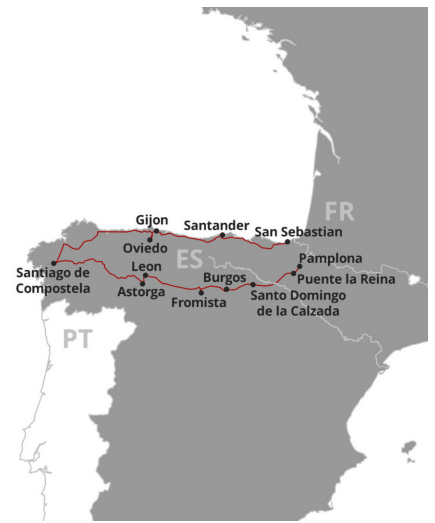 Gijon
Santander
FR
San Sebastian
Oviedo
ES
Pamplona
Leon
Santiago de
Compostela
Burgos
Puente la Reina
Astorga
Fromista
Santo Domingo
de la Calzada
PT